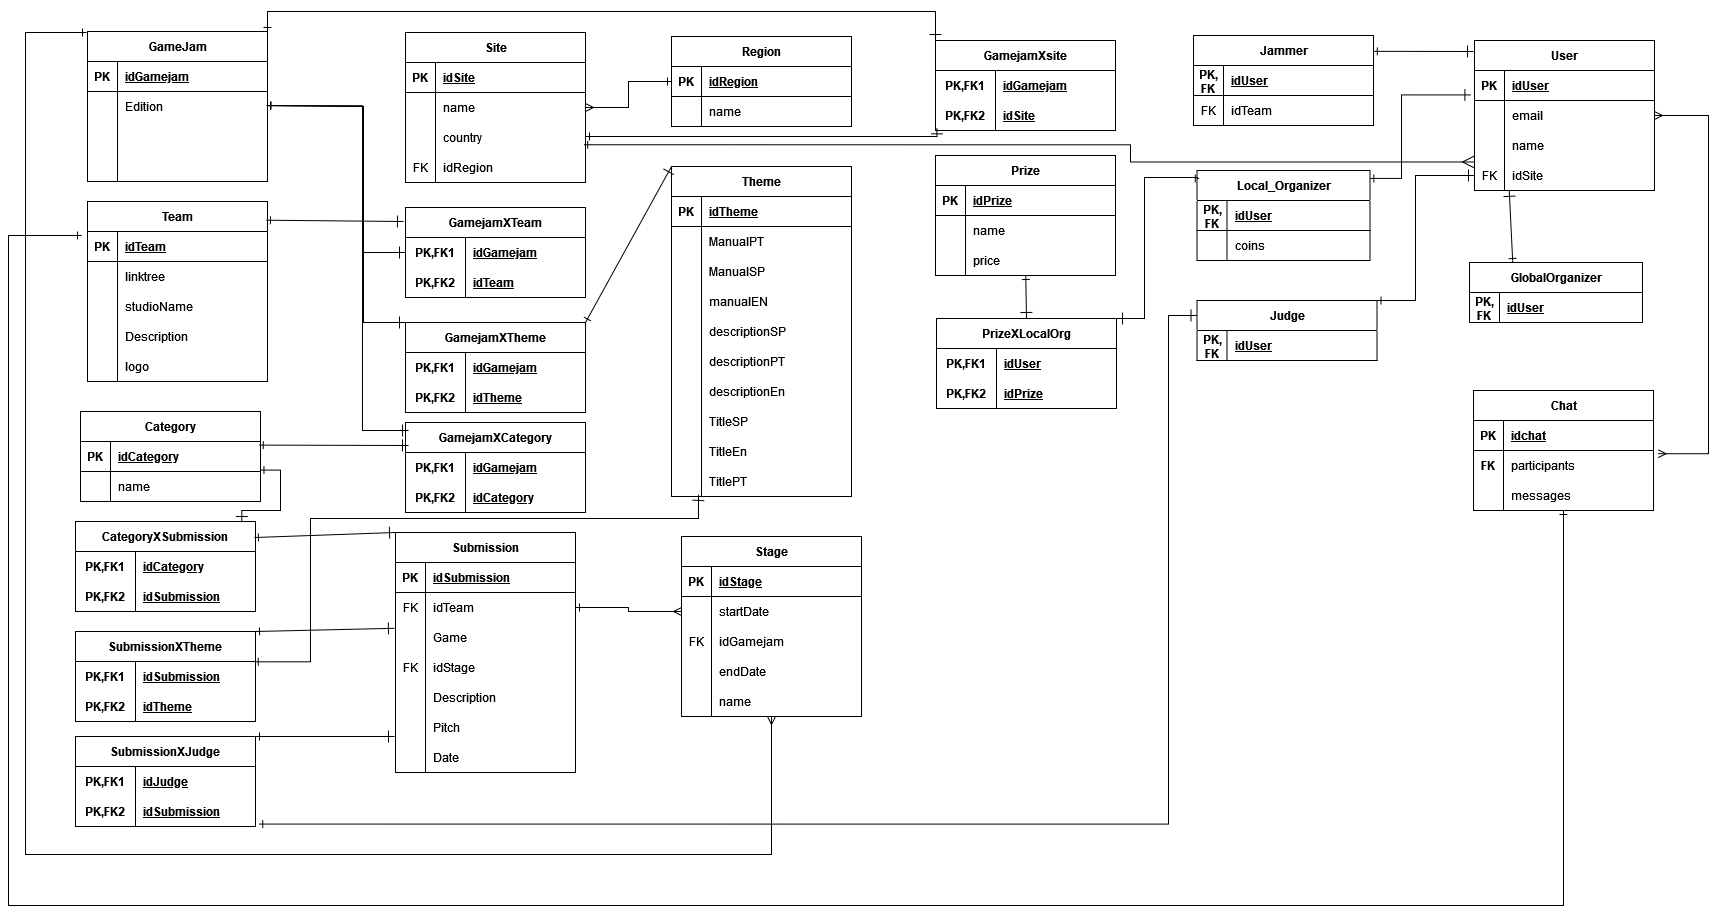 GameJam
PK idGamejam
Edition
Site
PK idSite
name
country
FK idRegion
Region
PK idRegion
name
GamejamXsite
PK,FK1 idGamejam
PK,FK2 idSite
Jammer
PK, FK idUser
FK idTeam
User
PK idUser
email
name
FK idSite
Team
PK idTeam
linktree
studioName
Description
logo
GamejamXTeam
PK,FK1 idGamejam
PK,FK2 idTeam
Theme
PK idTheme
ManualPT
ManualSP
manualEN
descriptionSP
descriptionPT
descriptionEn
TitleSP
TitleEn
TitlePT
Prize
PK idPrize
name
price
Local_Organizer
PK, FK idUser
coins
GlobalOrganizer
PK, FK idUser
GamejamXTheme
PK,FK1 idGamejam
PK,FK2 idTheme
PrizeXLocalOrg
PK,FK1 idUser
PK,FK2 idPrize
Judge
PK, FK idUser
Category
PK idCategory
name
GamejamXCategory
PK,FK1 idGamejam
PK,FK2 idCategory
Chat
PK idchat
FK participants
messages
CategoryXSubmission
PK,FK1 idCategory
PK,FK2 idSubmission
Submission
PK idSubmission
FK idTeam
Game
FK idStage
Description
Pitch
Date
Stage
PK idStage
startDate
FK idGamejam
endDate
name
SubmissionXTheme
PK,FK1 idSubmission
PK,FK2 idTheme
SubmissionXJudge
PK,FK1 idJudge
PK,FK2 idSubmission